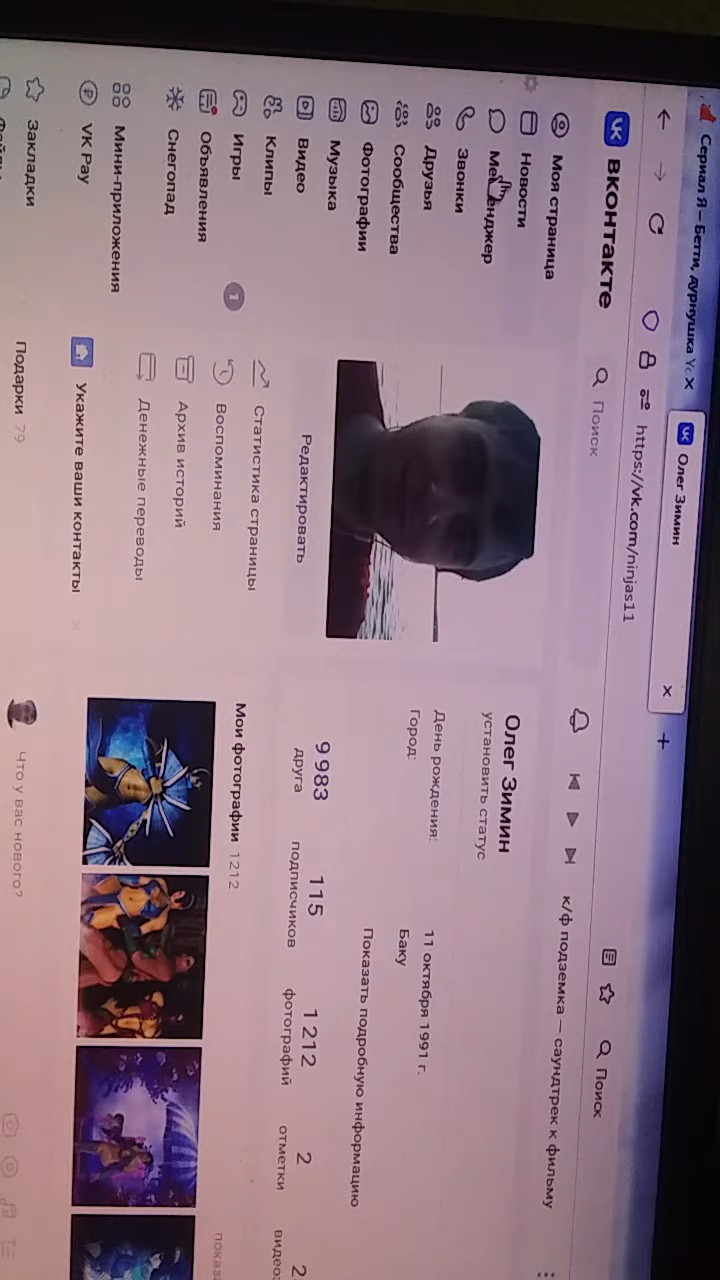 Сериал Я – Бетти, дурнушка
Олег Зимин
https://vk.com/ninjas11
вконтакте
Поиск
к/ф подземка — саундтрек к фильму
Поиск
Моя страница
Новости
Звонки
Друзья
Сообщества
Фотографии
Музыка
Видео
Клипы
Игры
1
Объявления
Снегопад
Мини-приложения
VK Pay
Закладки
Редактировать
Статистика страницы
Воспоминания
Архив историй
Денежные переводы
Укажите ваши контакты
Подарки 79
Олег Зимин
установить статус
День рождения: 11 октября 1991 г.
Город: Баку
Показать подробную информацию
9 983 друга
115 подписчиков
1 212 фотографий
2 отметки
Мои фотографии 1212
Что у вас нового?